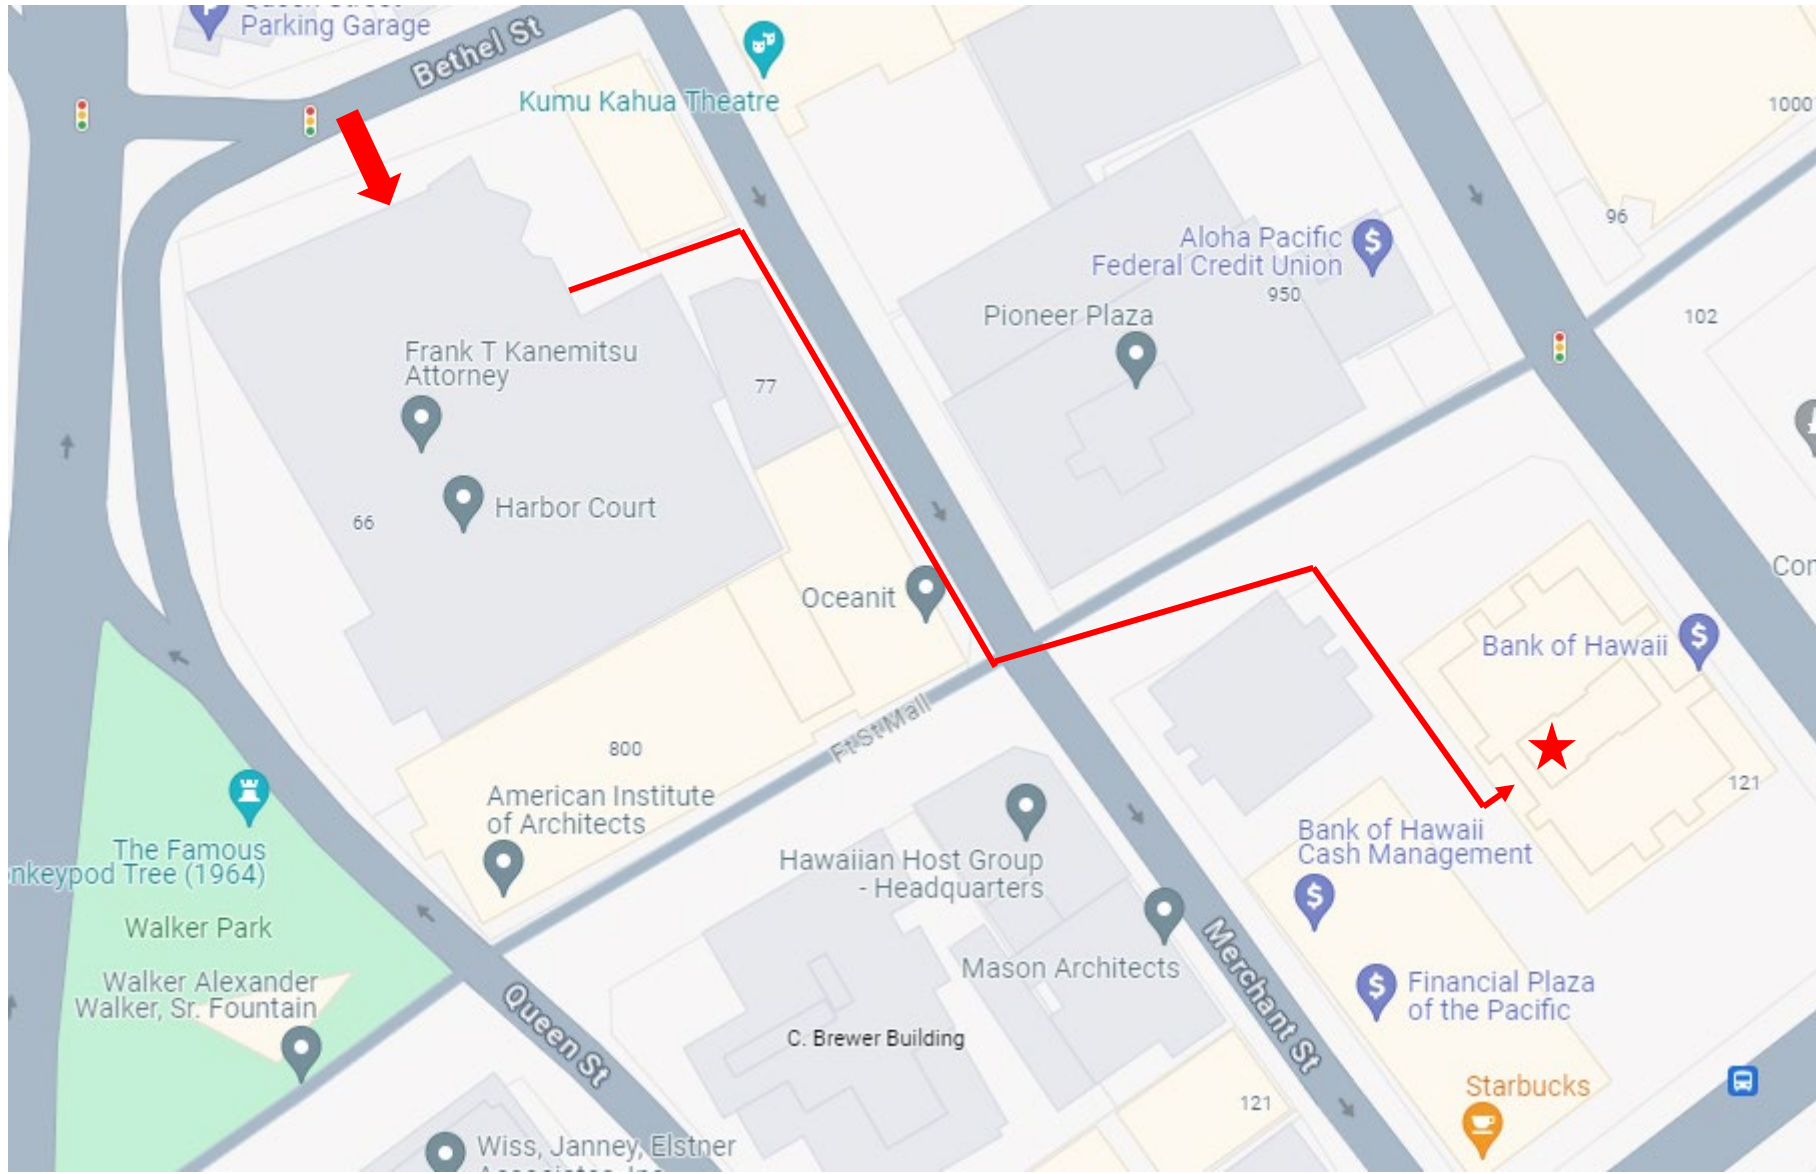 Parking Garage
Bethel St
Kumu Kahua Theatre
1000
96
Aloha Pacific
Federal Credit Union
950
Pioneer Plaza
102
Frank T Kanemitsu
Attorney
77
Harbor Court
66
Oceanit
Bank of Hawaii
121
Ft St Mall
800
American Institute
of Architects
The Famous
nkeypod Tree (1964)
Walker Park
Walker Alexander
Walker, Sr. Fountain
Hawaiian Host Group
- Headquarters
Bank of Hawaii
Cash Management
Mason Architects
Merchant St
Financial Plaza
of the Pacific
Queen St
C. Brewer Building
Starbucks
121
Wiss, Janney, Elstner